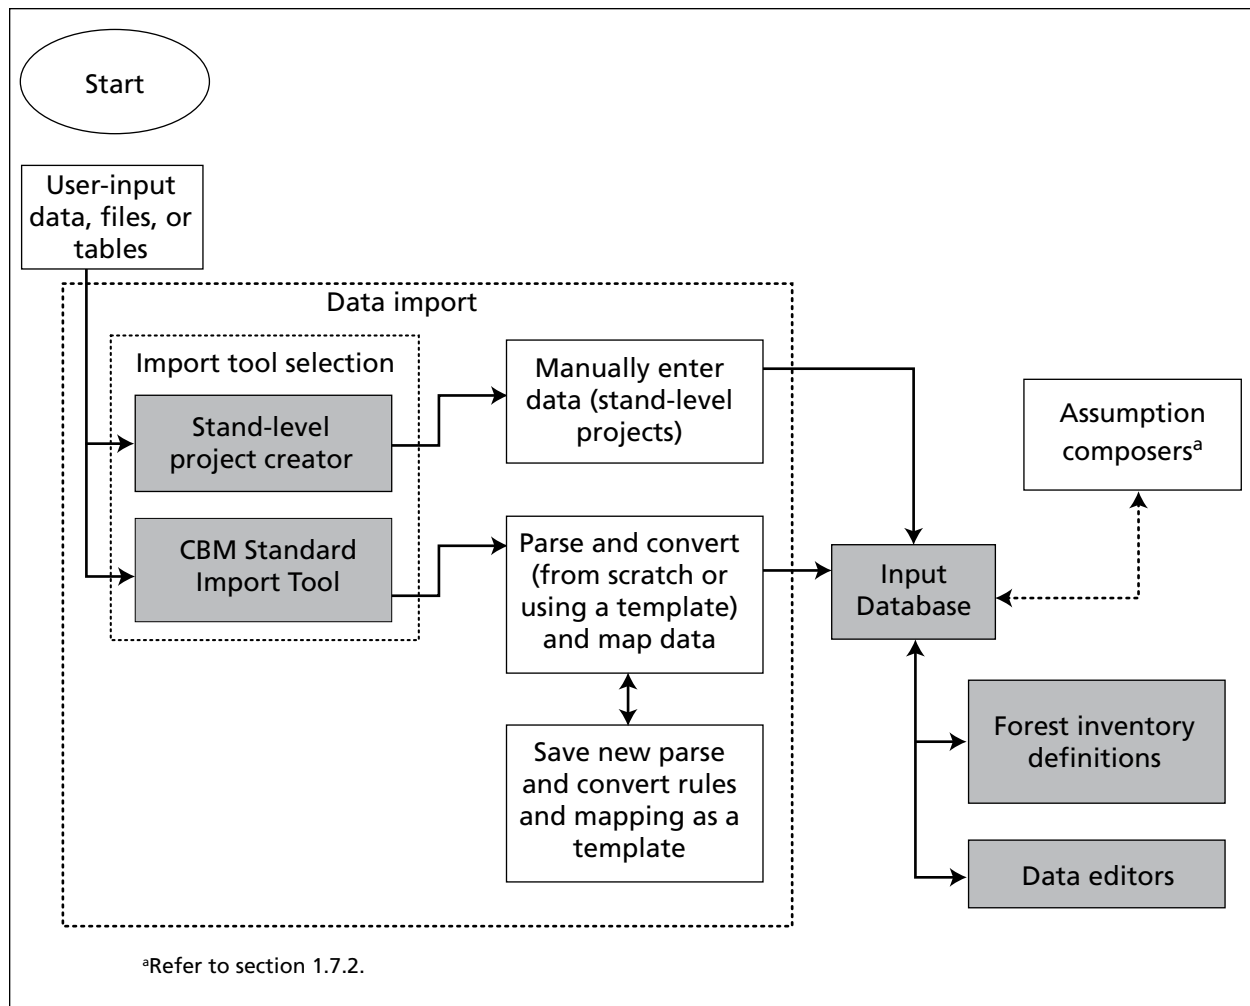 Start
User-input
data, files, or
tables
Data import
Import tool selection
Stand-level
project creator
CBM Standard
Import Tool
Manually enter
data (stand-level
projects)
Parse and convert
(from scratch or
using a template)
and map data
Save new parse
and convert rules
and mapping as a
template
Input
Database
Assumption
composersᵃ
Forest inventory
definitions
Data editors
ᵃRefer to section 1.7.2.